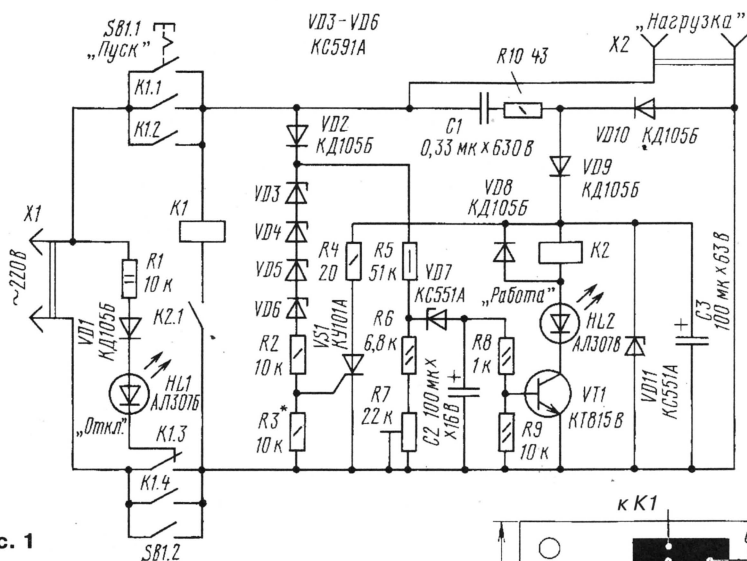 SB1.1
„Пуск"
VD3-VD6
КС591А
„Нагрузка"
X2
R10 43
K1.1
K1.2
VD2
КД105Б
C1
0,33 мк×630 В
VD10 КД105Б
VD9
КД105Б
VD8
КД105Б
X1
K1
VD3
VD4
VD5
VD6
R4
20
R5
51 к
VD7
КС551А
K2
~220 В
R1
10 к
VD1
КД105Б
K2.1
VS1
КУ101А
„Работа"
HL2
АЛ307В
C3
100 мк×63 В
+
R2
10 к
R6
6,8 к
R8
1 к
+
HL1
АЛ307Б
„Откл."
R3*
10 к
R7
22 к
C2 100 мк×
×16 В
R9
10 к
VT1
КТ815В
VD11
КС551А
K1.3
K1.4
SB1.2
с. 1
к K1